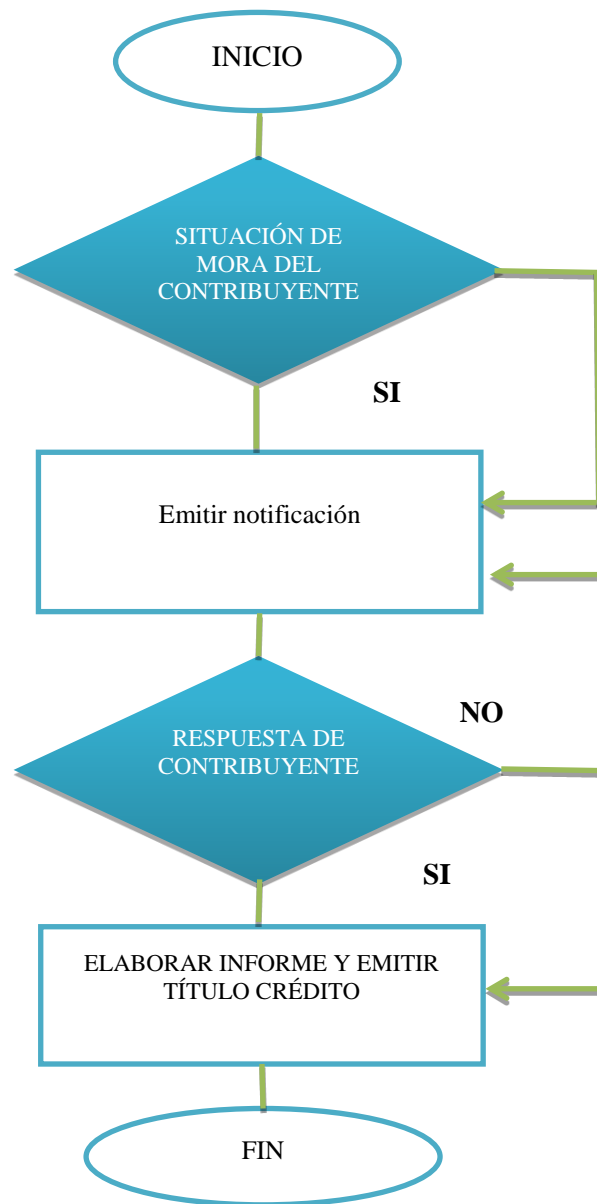 INICIO
SITUACIÓN DE
MORA DEL
CONTRIBUYENTE
SI
Emitir notificación
NO
RESPUESTA DE
CONTRIBUYENTE
SI
ELABORAR INFORME Y EMITIR
TÍTULO CRÉDITO
FIN